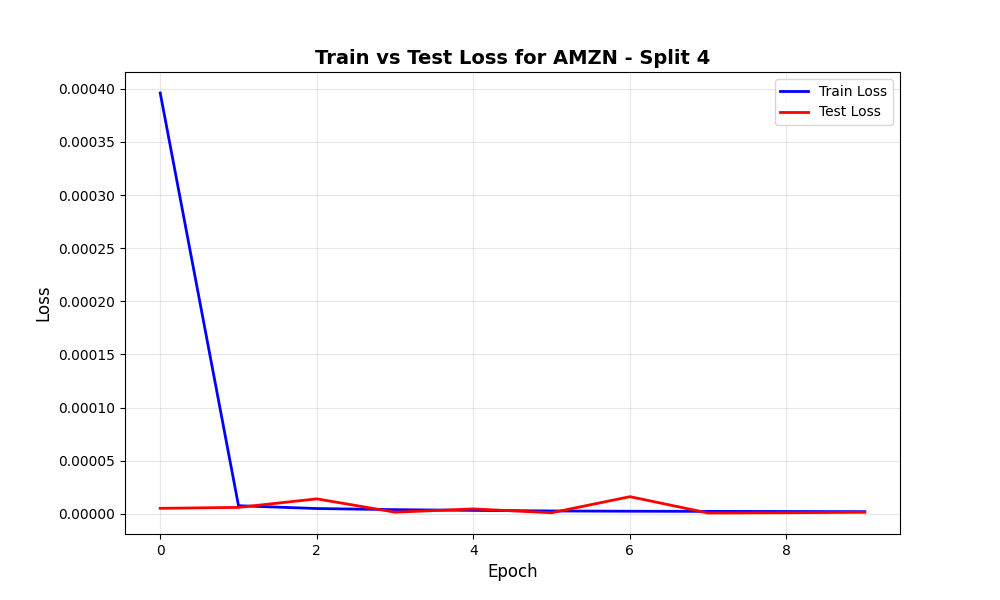 Train vs Test Loss for AMZN - Split 4
Train Loss
Test Loss
0.00040
0.00035
0.00030
0.00025
0.00020
0.00015
0.00010
0.00005
0.00000
Loss
0 2 4 6 8
Epoch